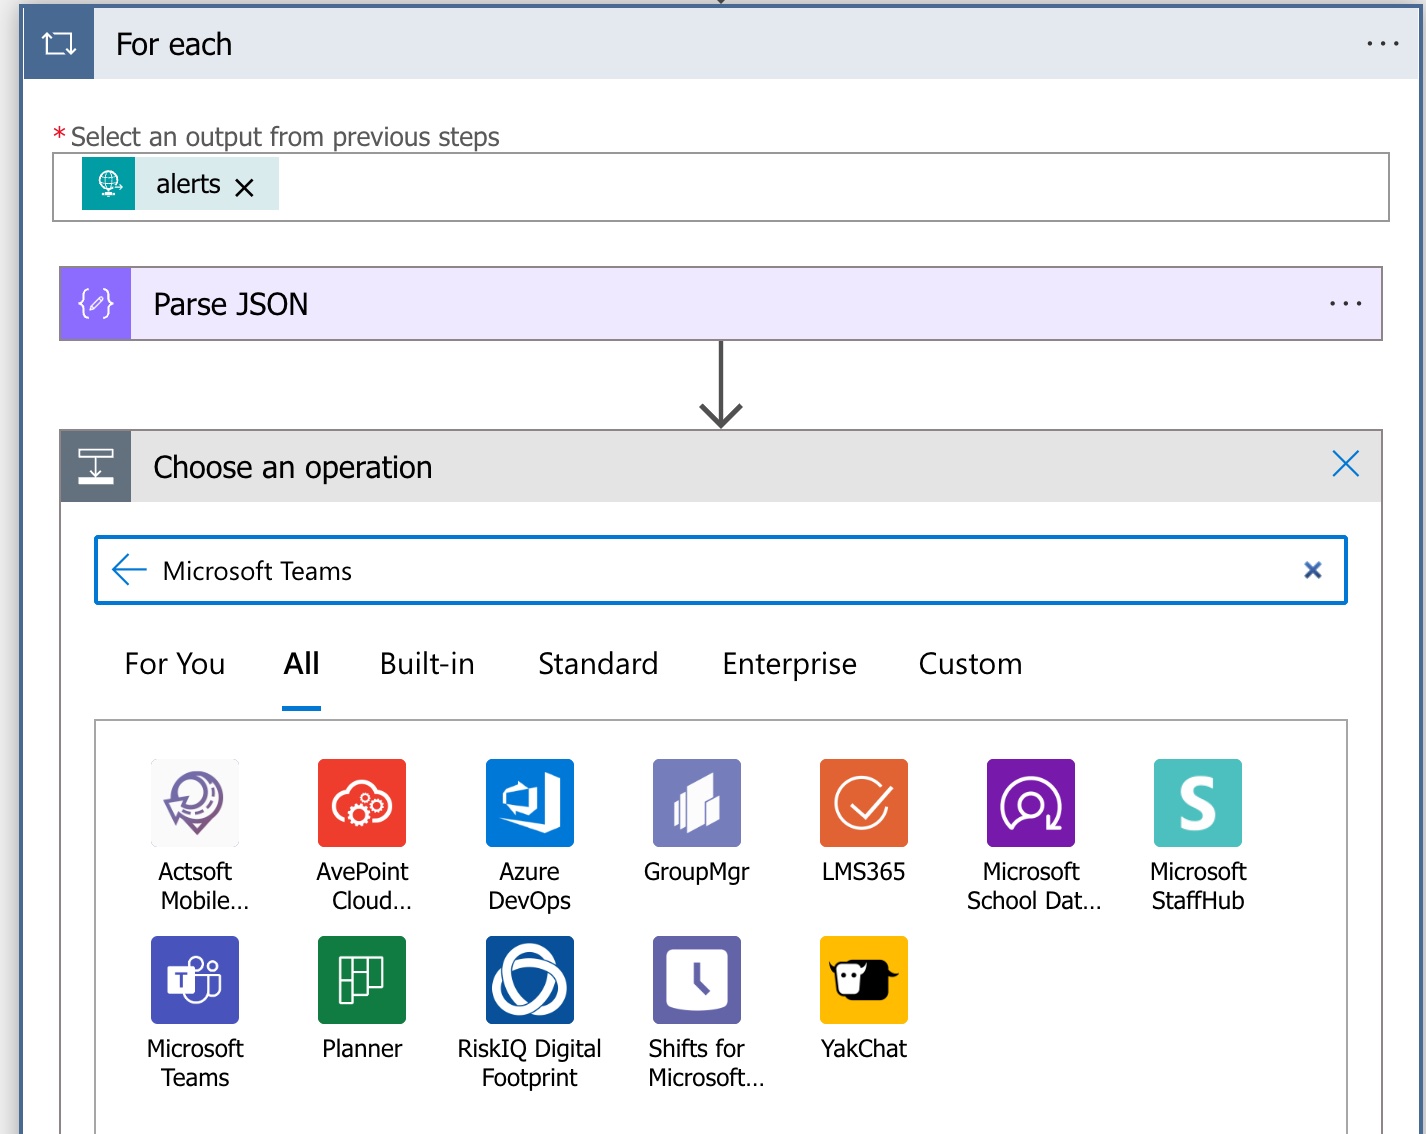 For each
* Select an output from previous steps
alerts
Parse JSON
Choose an operation
Microsoft Teams
For You All Built-in Standard Enterprise Custom
Actsoft Mobile...
AvePoint Cloud...
Azure DevOps
GroupMgr
LMS365
Microsoft School Dat...
Microsoft StaffHub
Microsoft Teams
Planner
RiskIQ Digital Footprint
Shifts for Microsoft...
YakChat